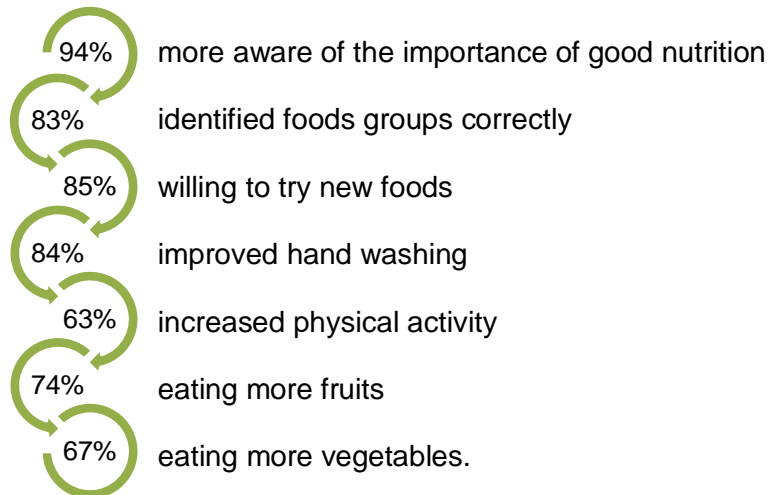 94% more aware of the importance of good nutrition
83% identified foods groups correctly
85% willing to try new foods
84% improved hand washing
63% increased physical activity
74% eating more fruits
67% eating more vegetables.